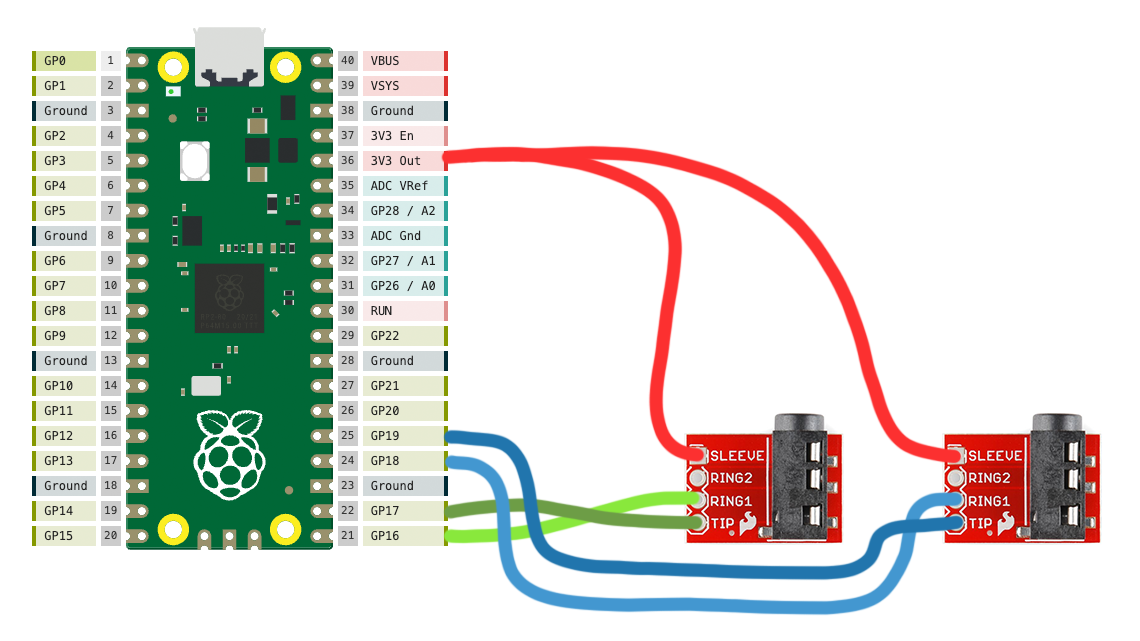 GP0 1 40 VBUS
GP1 2 39 VSYS
Ground 3 38 Ground
GP2 4 37 3V3 En
GP3 5 36 3V3 Out
GP4 6 35 ADC VRef
GP5 7 34 GP28 / A2
Ground 8 33 ADC Gnd
GP6 9 32 GP27 / A1
GP7 10 31 GP26 / A0
GP8 11 30 RUN
GP9 12 29 GP22
Ground 13 28 Ground
GP10 14 27 GP21
GP11 15 26 GP20
GP12 16 25 GP19
GP13 17 24 GP18
Ground 18 23 Ground
GP14 19 22 GP17
GP15 20 21 GP16
SLEEVE
RING2
RING1
TIP
SLEEVE
RING2
RING1
TIP